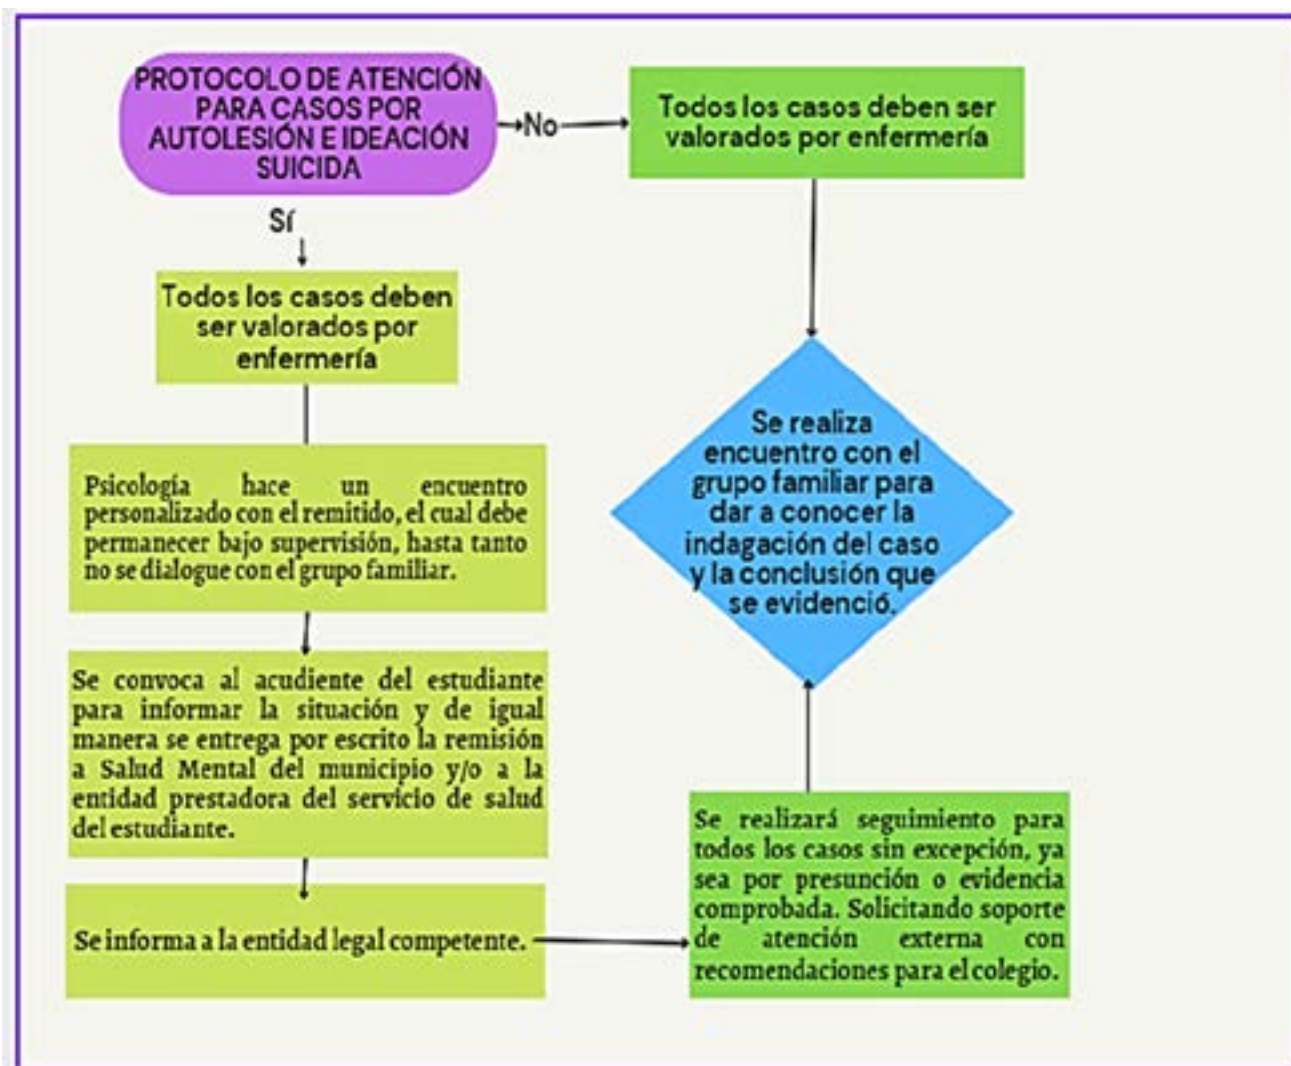 PROTOCOLO DE ATENCIÓN
PARA CASOS POR
AUTOLESIÓN E IDEACIÓN
SUICIDA
No
Todos los casos deben ser
valorados por enfermería
Sí
Todos los casos deben
ser valorados por
enfermería
Psicología hace un encuentro
personalizado con el remitido, el cual debe
permanecer bajo supervisión, hasta tanto
no se dialogue con el grupo familiar.
Se convoca al acudiente del estudiante
para informar la situación y de igual
manera se entrega por escrito la remisión
a Salud Mental del municipio y/o a la
entidad prestadora del servicio de salud
del estudiante.
Se informa a la entidad legal competente.
Se realizará seguimiento para
todos los casos sin excepción, ya
sea por presunción o evidencia
comprobada. Solicitando soporte
de atención externa con
recomendaciones para el colegio.
Se realiza
encuentro con el
grupo familiar para
dar a conocer la
indagación del caso
y la conclusión que
se evidenció.